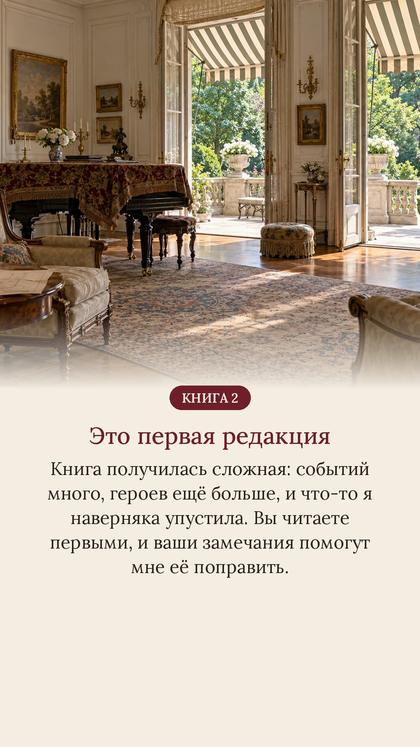 КНИГА 2
Это первая редакция
Книга получилась сложная: событий
много, героев ещё больше, и что-то я
наверняка упустила. Вы читаете
первыми, и ваши замечания помогут
мне её поправить.